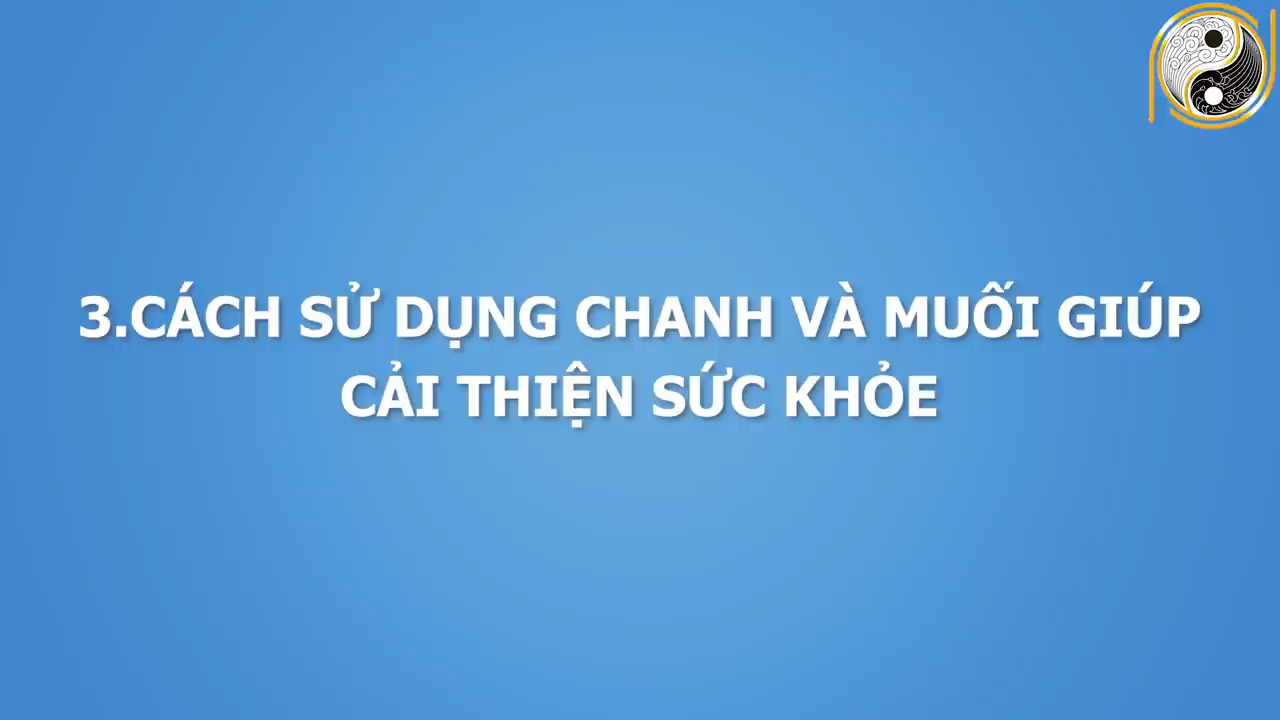 3.CÁCH SỬ DỤNG CHANH VÀ MUỐI GIÚP
CẢI THIỆN SỨC KHỎE